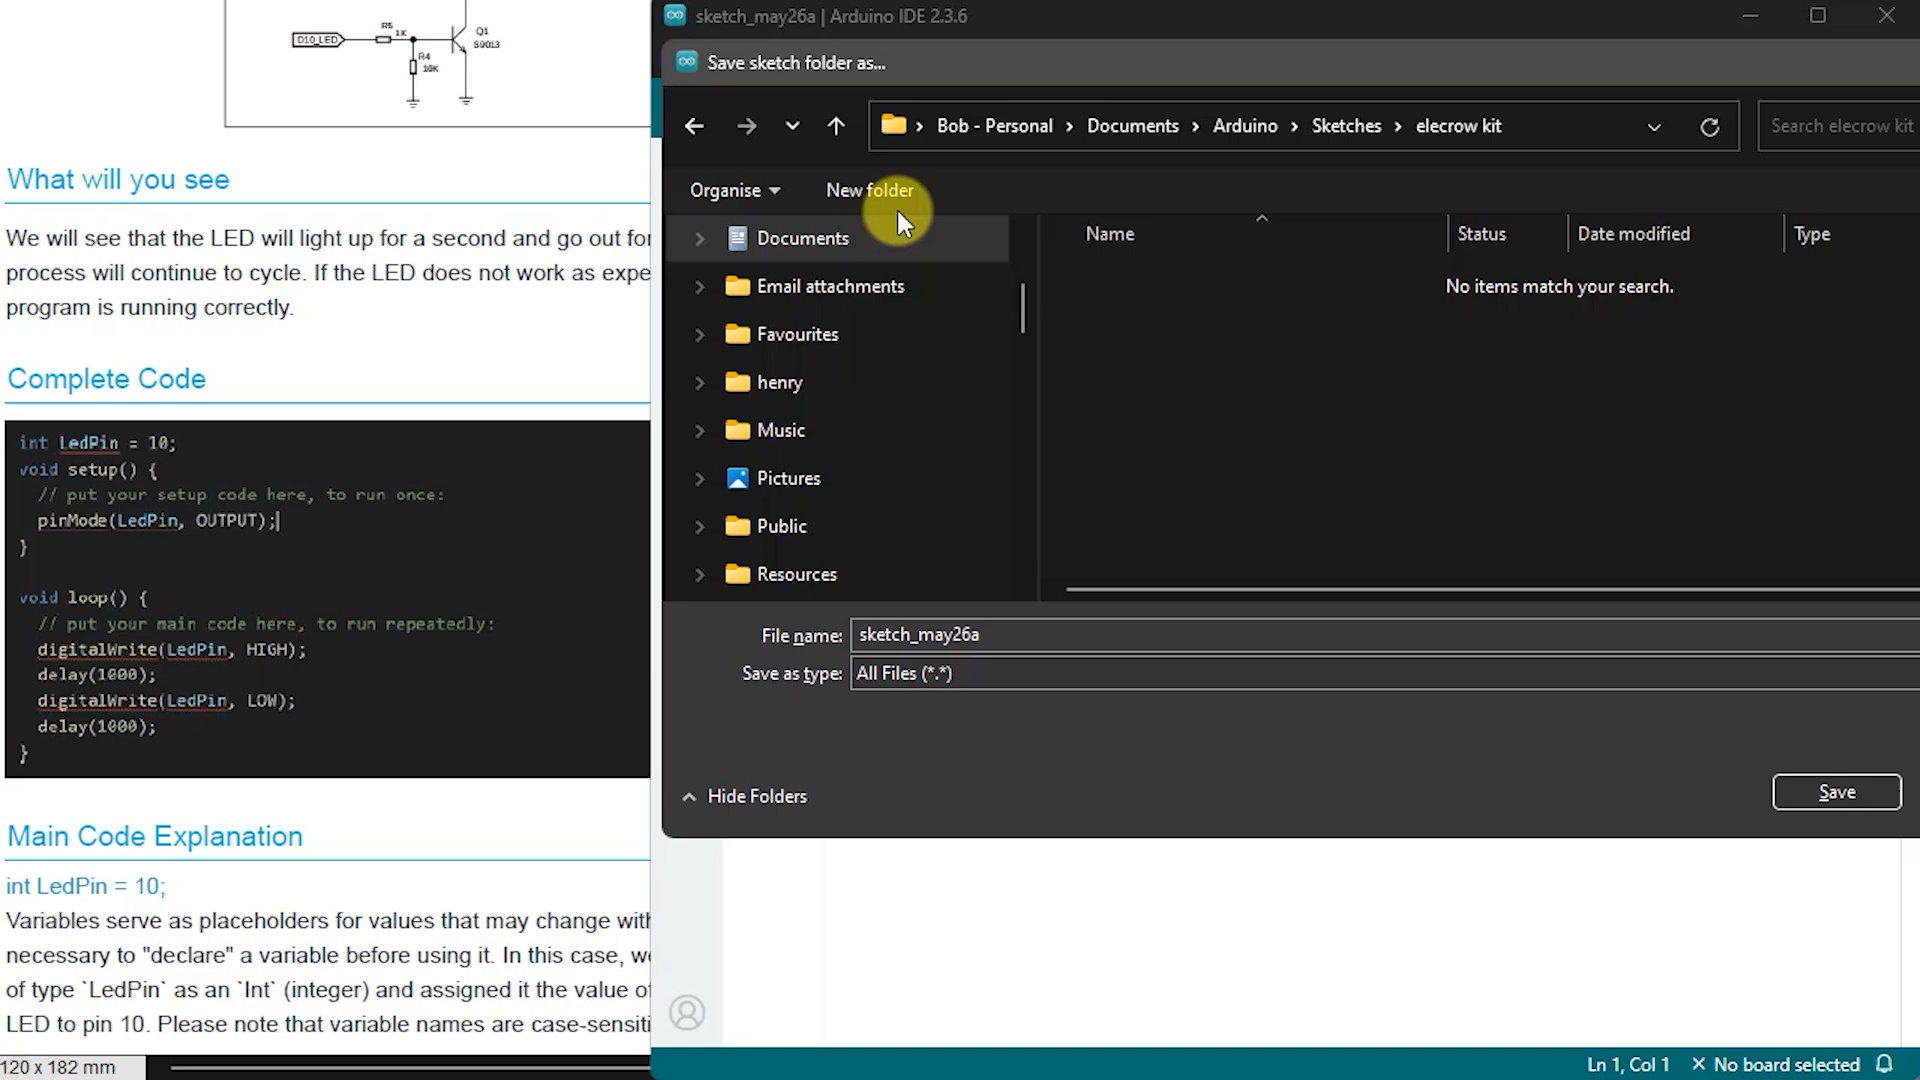 D10_LED
R5
1K
Q1
S9013
R4
10K
What will you see
We will see that the LED will light up for a second and go out for
process will continue to cycle. If the LED does not work as expe
program is running correctly.
Complete Code
int LedPin = 10;
void setup() {
// put your setup code here, to run once:
pinMode(LedPin, OUTPUT);
}
void loop() {
// put your main code here, to run repeatedly:
digitalWrite(LedPin, HIGH);
delay(1000);
digitalWrite(LedPin, LOW);
delay(1000);
}
Main Code Explanation
int LedPin = 10;
Variables serve as placeholders for values that may change with
necessary to "declare" a variable before using it. In this case, we
of type `LedPin` as an `Int` (integer) and assigned it the value of
LED to pin 10. Please note that variable names are case-sensiti
120 x 182 mm
sketch_may26a | Arduino IDE 2.3.6
Save sketch folder as...
Bob - Personal > Documents > Arduino > Sketches > elecrow kit
Search elecrow kit
Organise
New folder
Documents
Email attachments
Favourites
henry
Music
Pictures
Public
Resources
Name
Status
Date modified
Type
No items match your search.
File name: sketch_may26a
Save as type: All Files (*.*)
Hide Folders
Save
Ln 1, Col 1
No board selected